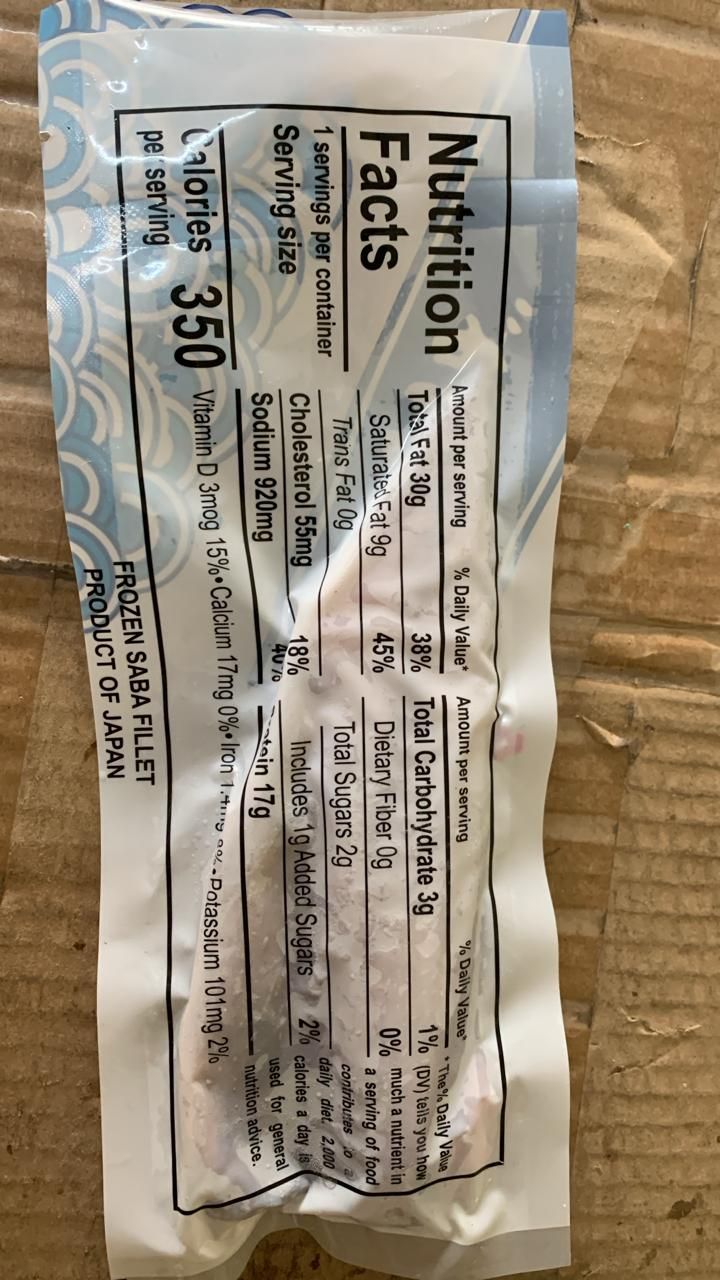 Nutrition
Facts
1 servings per container
Serving size
Calories 350
per serving
Amount per serving % Daily Value*
Total Fat 30g 38%
Saturated Fat 9g 45%
Trans Fat 0g
Cholesterol 55mg 18%
Sodium 920mg 40%
Amount per serving % Daily Value*
Total Carbohydrate 3g 1%
Dietary Fiber 0g 0%
Total Sugars 2g
Includes 1g Added Sugars 2%
17g
* The % Daily Value
(DV) tells you how
much a nutrient in
a serving of food
contributes to a
daily diet. 2,000
calories a day is
used for general
nutrition advice.
Vitamin D 3mog 15% • Calcium 17mg 0% • Iron 1.4mg • Potassium 101mg 2%
FROZEN SABA FILLET
PRODUCT OF JAPAN